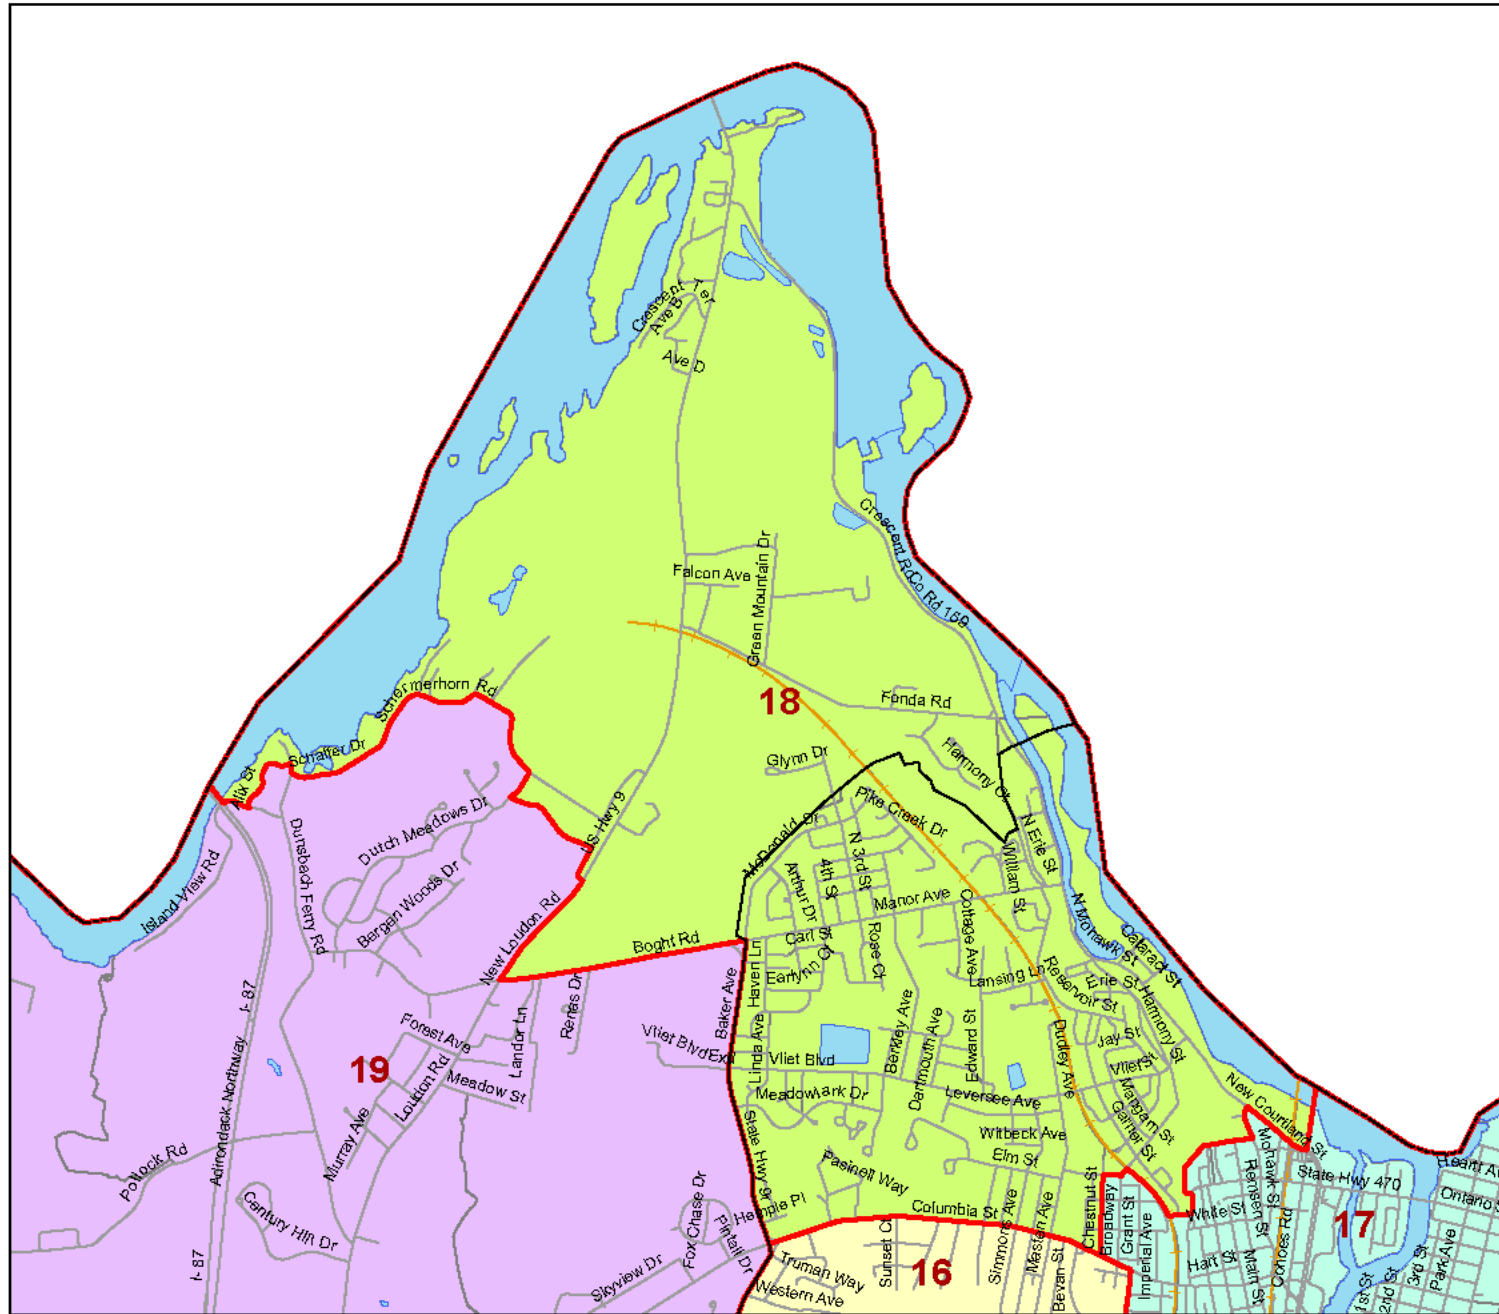 Crescent Ter
Ave B
Ave D
Crescent Rd
Co Rd 159
Falcon Ave
Green Mountain Dr
Schermerhorn Rd
18
Fonda Rd
Schaffer Dr
Alix St
Glynn Dr
Harmony Ct
Dutch Meadows Dr
US Hwy 9
McDonald Dr
Pike Creek Dr
N Erie St
Dunsbach Ferry Rd
Island View Rd
Bergen Woods Dr
Arthur Dr
4th St
N 3rd St
William St
Manor Ave
Cottage Ave
New Loudon Rd
Boght Rd
Carl St
Rose Ct
N Mohawk St
Cataract St
Haven Ln
Earlynn Ct
Lansing Ln
Reservoir St
Erie St
Harmony St
I- 87
Baker Ave
Renas Dr
Landor Ln
Forest Ave
Vliet Blvd Ext
Linda Ave
Vliet Blvd
Berkley Ave
Dartmouth Ave
Edward St
Dudley Ave
Jay St
Vliet St
19
Loudon Rd
Meadow St
Meadowlark Dr
Leversee Ave
Mangam St
Garner St
New Courtland St
Adirondack Northway
Murray Ave
State Hwy 9r
Witbeck Ave
Elm St
Pollock Rd
Pasinell Way
Mohawk St
Remsen St
State Hwy 470
Heartt Av
Ontario S
Century Hill Dr
Fox Chase Dr
Pintail Dr
Hemple Pl
Columbia St
Simmons Ave
Masten Ave
Chestnut St
Broadway
Grant St
Imperial Ave
White St
17
I- 87
Skyview Dr
Truman Way
Western Ave
Sunset Ct
16
Bevan St
Hart St
Main St
Cohoes Rd
1st St
2nd St
3rd St
Park Ave